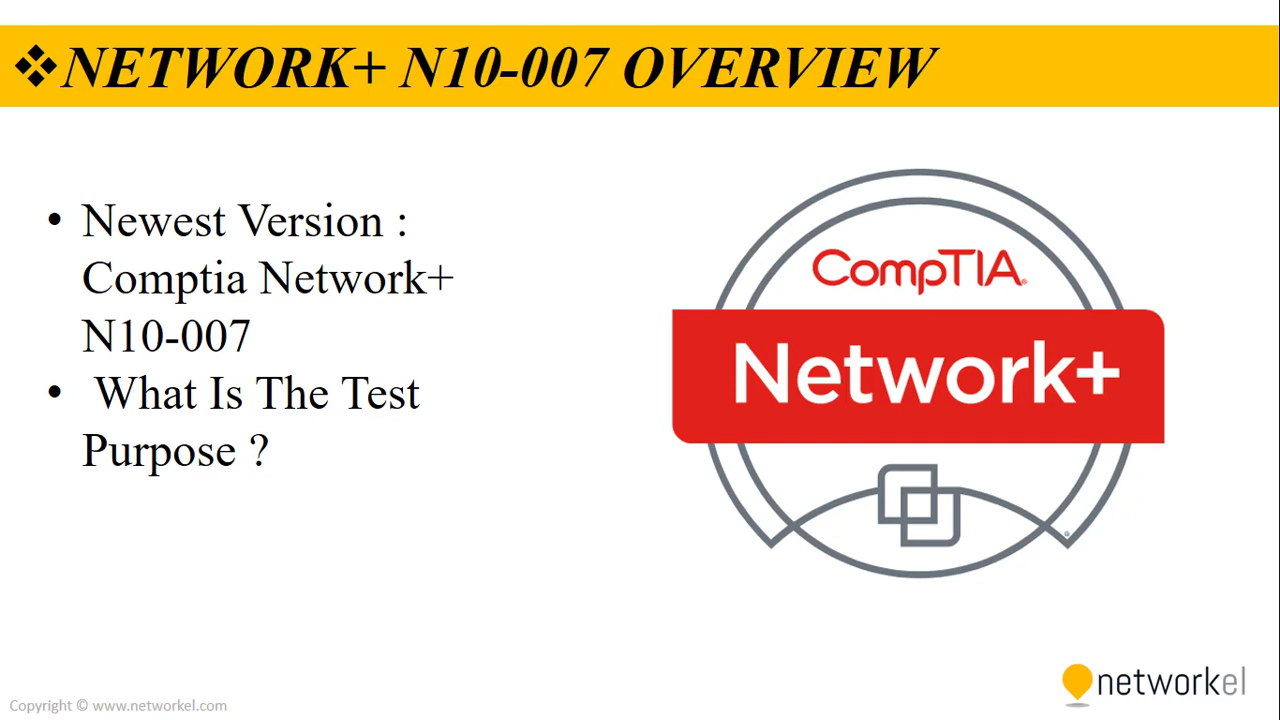 ❖NETWORK+ N10-007 OVERVIEW
• Newest Version :
Comptia Network+
N10-007
• What Is The Test
Purpose ?
CompTIA®
Network+
®
networkel
Copyright © www.networkel.com